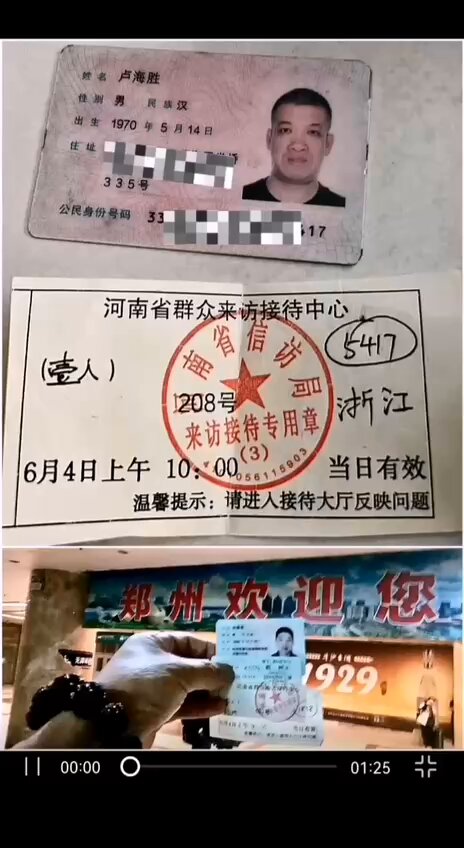 姓名 卢海胜
性别 男 民族 汉
出生 1970 年 5 月 14 日
住址
335号
公民身份号码 33 417
河南省群众来访接待中心
(壹人)
5417
河南省信访局
208号
浙江
来访接待专用章
(3)
4101056115903
6月4日上午 10:00 当日有效
温馨提示: 请进入接待大厅反映问题
郑州欢迎您
1929
00:00
01:25